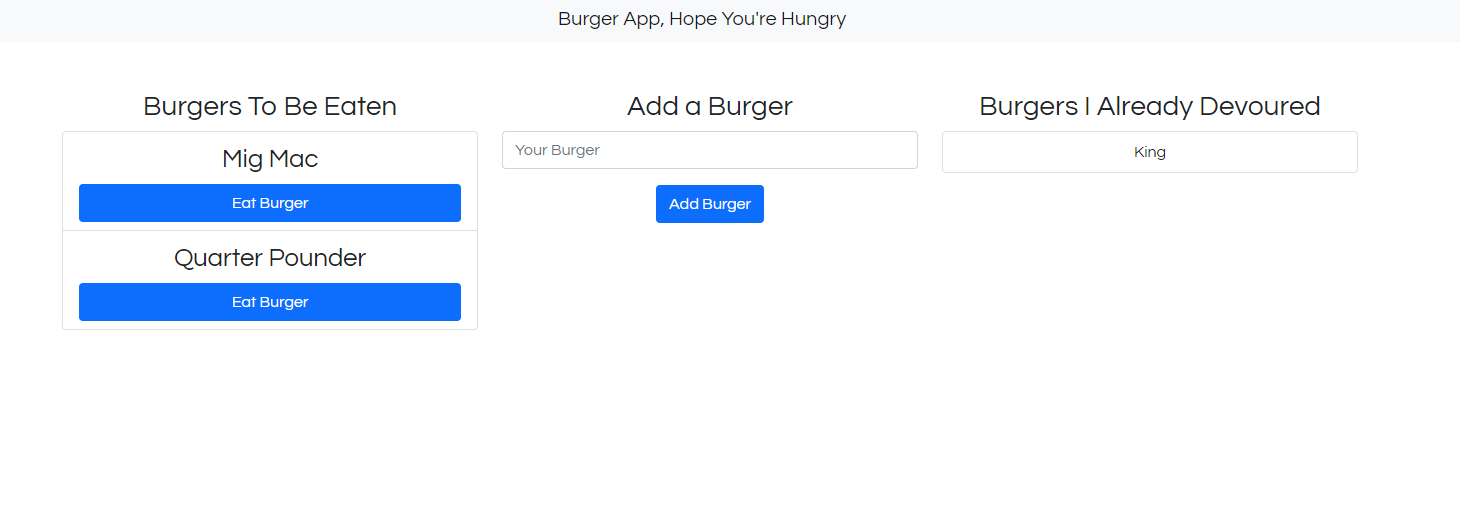 Burger App, Hope You're Hungry
Burgers To Be Eaten
Mig Mac
Eat Burger
Quarter Pounder
Eat Burger
Add a Burger
Your Burger
Add Burger
Burgers I Already Devoured
King